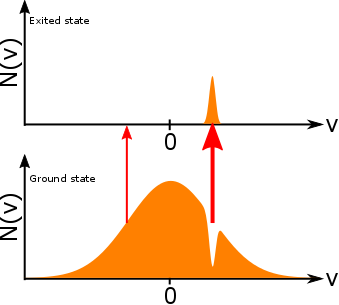 Exited state
N(v)
0
v
Ground state
N(v)
0
v